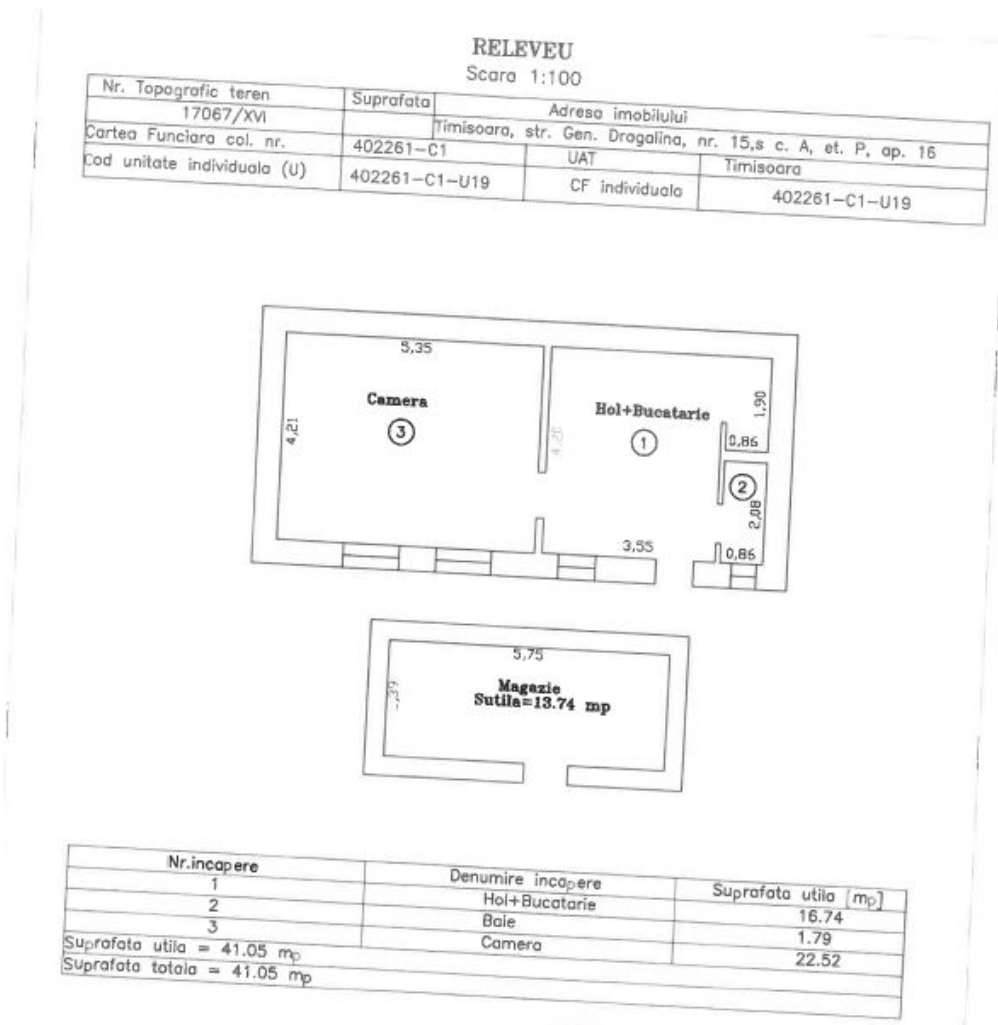 RELEVEU
Scara 1:100
Nr. Topografic teren Suprafata Adresa imobilului
17067/XVI Timisoara, str. Gen. Dragalina, nr. 15,s c. A, et. P, ap. 16
Cartea Funciara col. nr. 402261-C1 UAT Timisoara
Cod unitate individuala (U) 402261-C1-U19 CF individuala 402261-C1-U19
5,35
Camera
3
4,21
Hol+Bucatarie
1
4,20
1,90
0,86
2
2,08
3,55
0,86
5,75
Magazie
Sutila=13.74 mp
Nr.incapere Denumire incapere Suprafata utila [mp]
1 Hol+Bucatarie 16.74
2 Baie 1.79
3 Camera 22.52
Suprafata utila = 41.05 mp
Suprafata totala = 41.05 mp